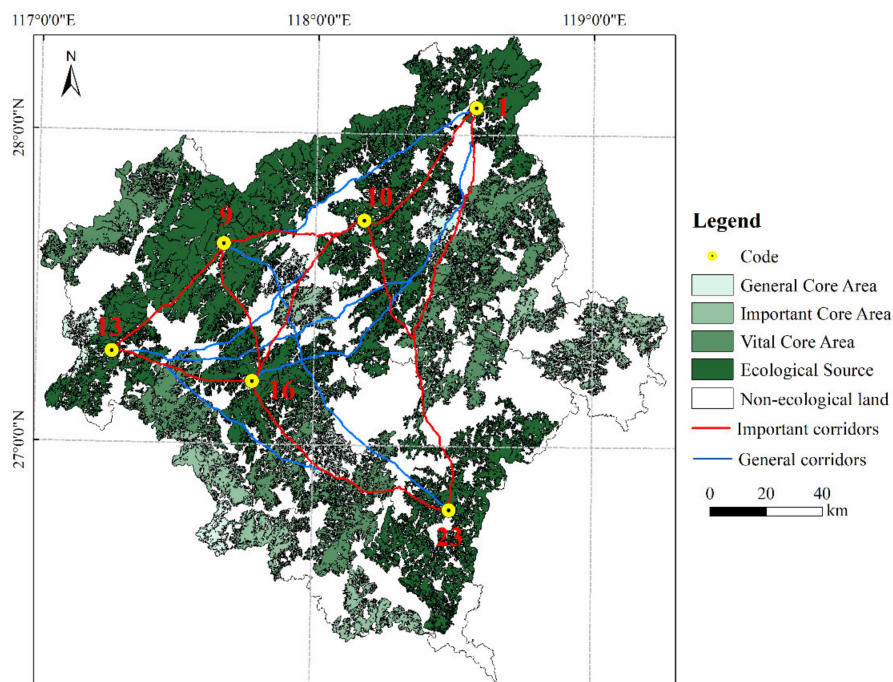 117°0'0"E
118°0'0"E
119°0'0"E
N
28°0'0"N
27°0'0"N
1
10
9
13
16
23
Legend
Code
General Core Area
Important Core Area
Vital Core Area
Ecological Source
Non-ecological land
Important corridors
General corridors
0 20 40
km